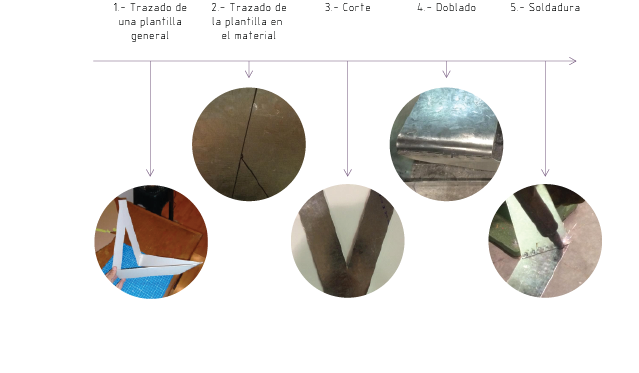 1.- Trazado de
una plantilla
general
2.- Trazado de
la plantilla en
el material
3.- Corte
4.- Doblado
5.- Soldadura